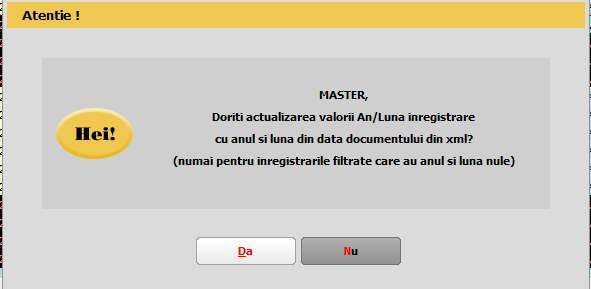 Atentie !
Hei!
MASTER,
Doriti actualizarea valorii An/Luna inregistrare
cu anul si luna din data documentului din xml?
(numai pentru inregistrarile filtrate care au anul si luna nule)
Da
Nu